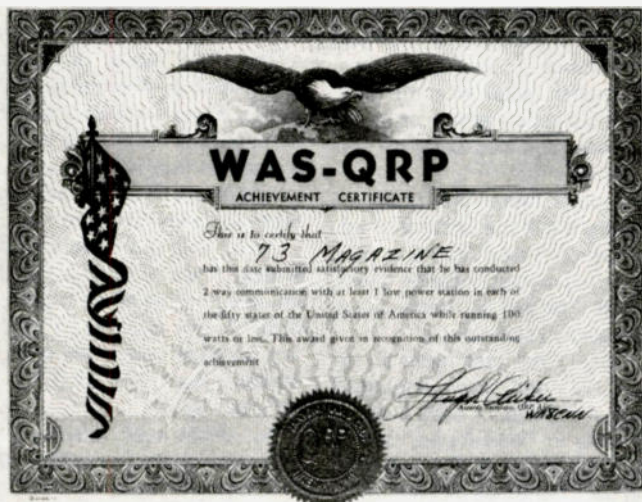 WAS-QRP
ACHIEVEMENT CERTIFICATE
This is to certify that
73 MAGAZINE
has this date submitted satisfactory evidence that he has conducted
2 way communication with at least 1 low power station in each of
the fifty states of the United States of America while running 100
watts or less. This award given in recognition of this outstanding
achievement
Awards